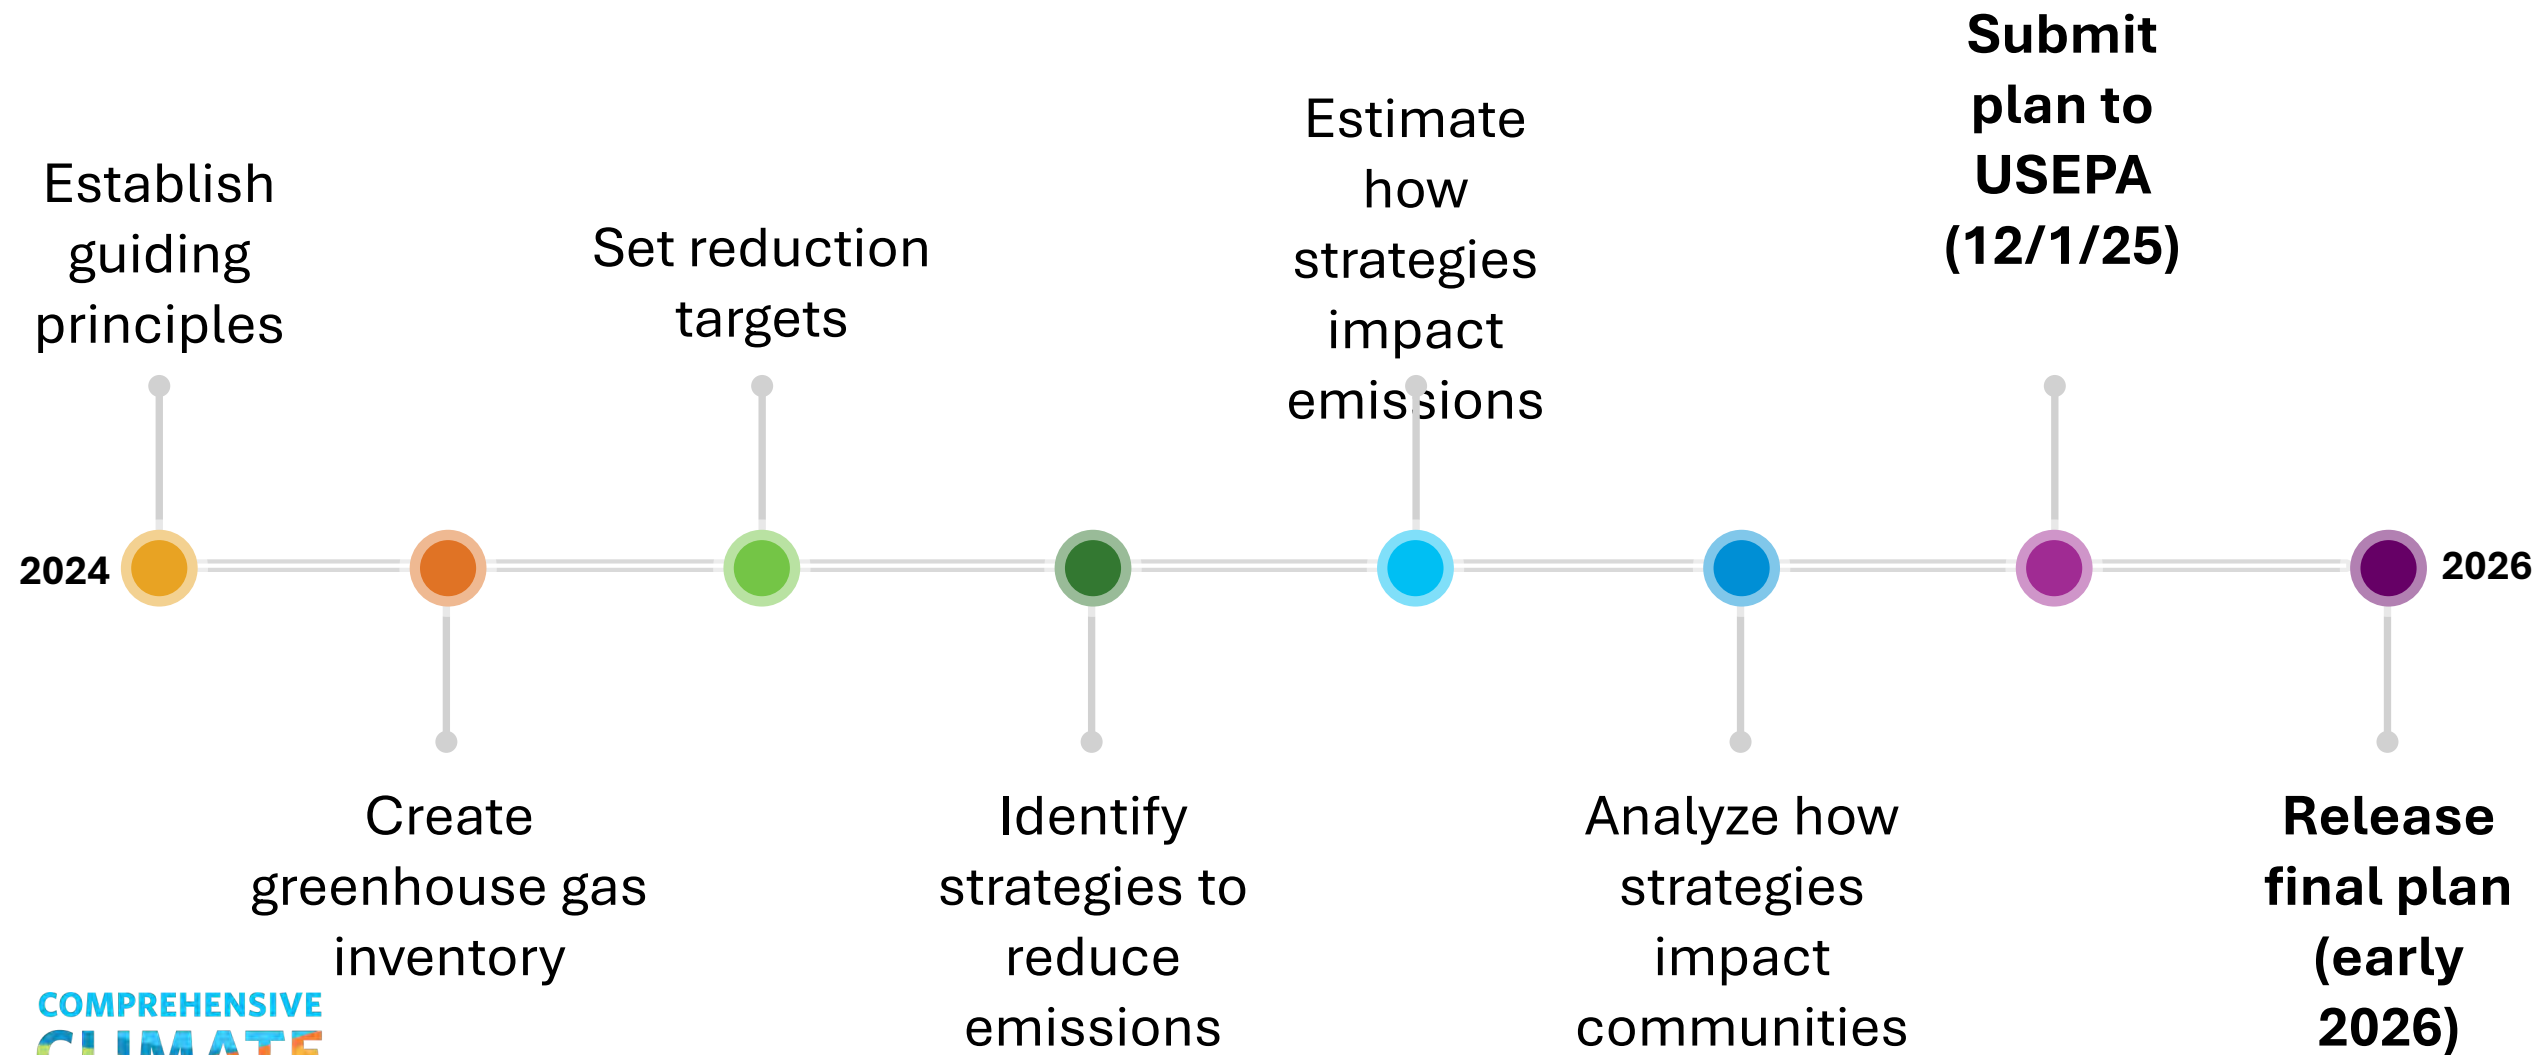 Establish
guiding
principles
Set reduction
targets
Estimate
how
strategies
impact
emissions
Submit
plan to
USEPA
(12/1/25)
2024
2026
Create
greenhouse gas
inventory
Identify
strategies to
reduce
emissions
Analyze how
strategies
impact
communities
Release
final plan
(early
2026)
COMPREHENSIVE
CLIMATE